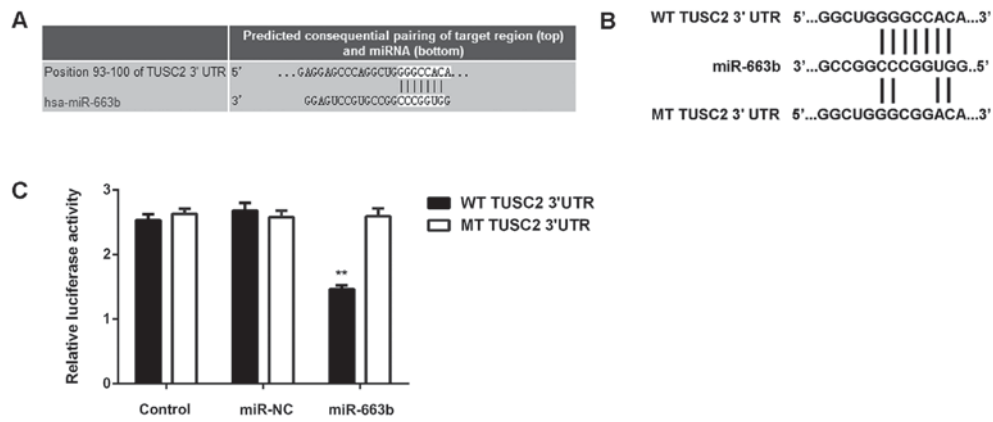 A
Predicted consequential pairing of target region (top)
and miRNA (bottom)
Position 93-100 of TUSC2 3' UTR 5' ...GAGGAGCCCAGGCUGGGGCCACA...
hsa-miR-663b 3' GGAGUCCGUGCCGGCCCGGUGG
B
WT TUSC2 3' UTR 5'...GGCUGGGGCCACA...3'
miR-663b 3'...GCCGGCCCGGUGG..5'
MT TUSC2 3' UTR 5'...GGCUGGGCGGACA...3'
C
Relative luciferase activity
3
2
1
0
**
Control
miR-NC
miR-663b
WT TUSC2 3'UTR
MT TUSC2 3'UTR